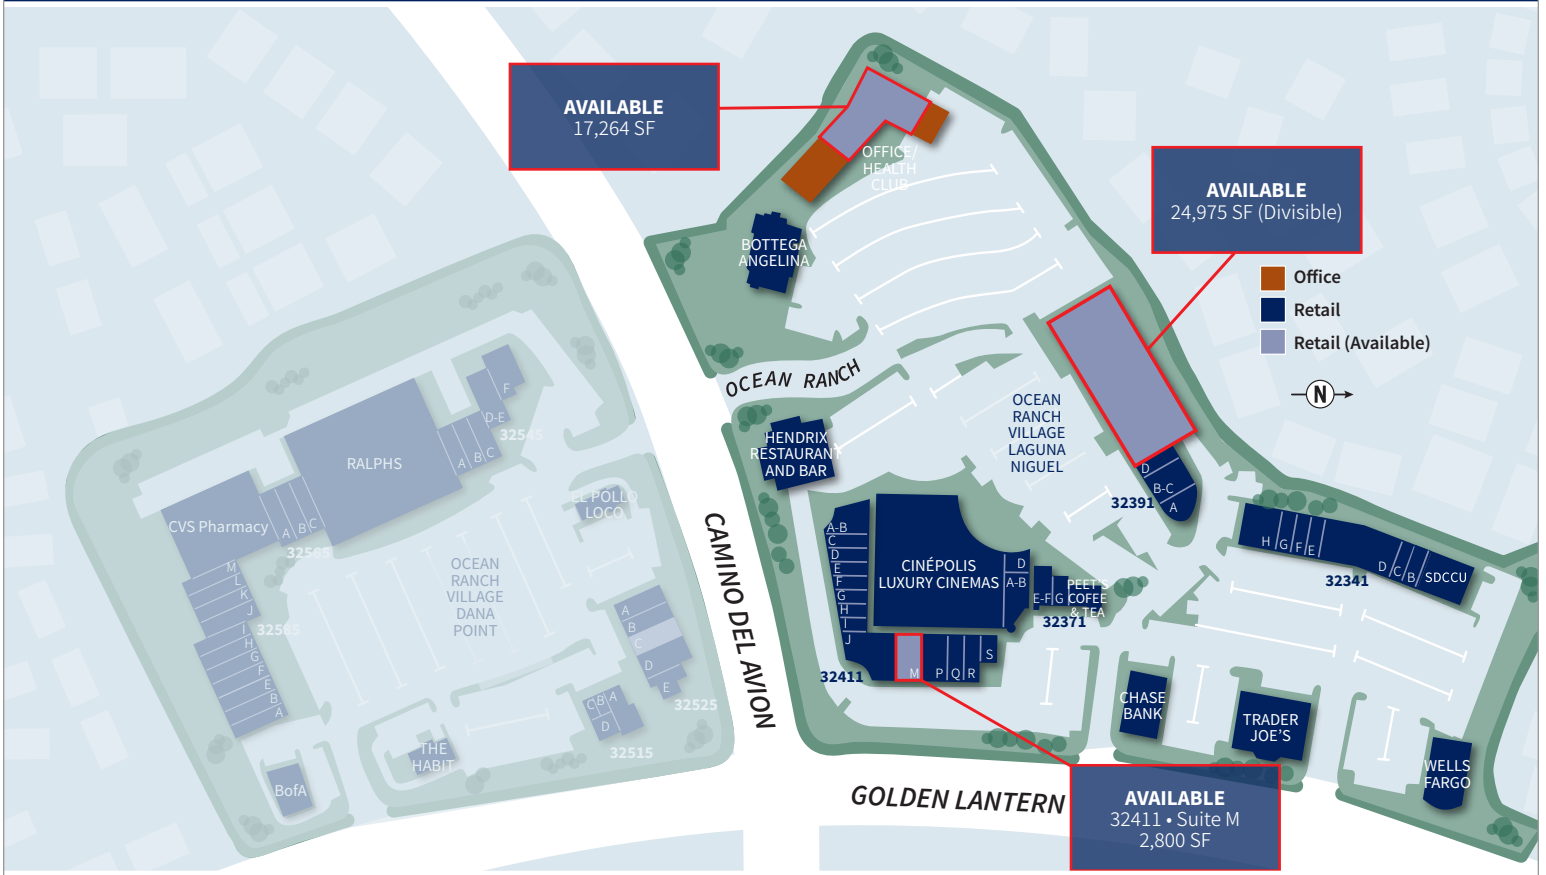 AVAILABLE
17,264 SF
OFFICE/
HEALTH
CLUB
AVAILABLE
24,975 SF (Divisible)
BOTTEGA
ANGELINA
Office
Retail
Retail (Available)
N
OCEAN RANCH
OCEAN
RANCH
VILLAGE
LAGUNA
NIGUEL
HENDRIX
RESTAURANT
AND BAR
D
B-C
A
32391
F
D-E
32545
A B C
RALPHS
CVS Pharmacy
A B C
32565
EL POLLO
LOCO
OCEAN
RANCH
VILLAGE
DANA
POINT
M
L
K
J
I
H
G
F
E
B
A
32585
A
B
C
D
E
32525
C B A
D
32515
THE
HABIT
BofA
CAMINO DEL AVION
A-B
C
D
E
F
G
H
I
J
32411
CINÉPOLIS
LUXURY CINEMAS
D
A-B
E-F G
PEET'S
COFEE
& TEA
32371
M
P Q R
S
H G F E
D C B
SDCCU
32341
CHASE
BANK
TRADER
JOE'S
WELLS
FARGO
GOLDEN LANTERN
AVAILABLE
32411 • Suite M
2,800 SF